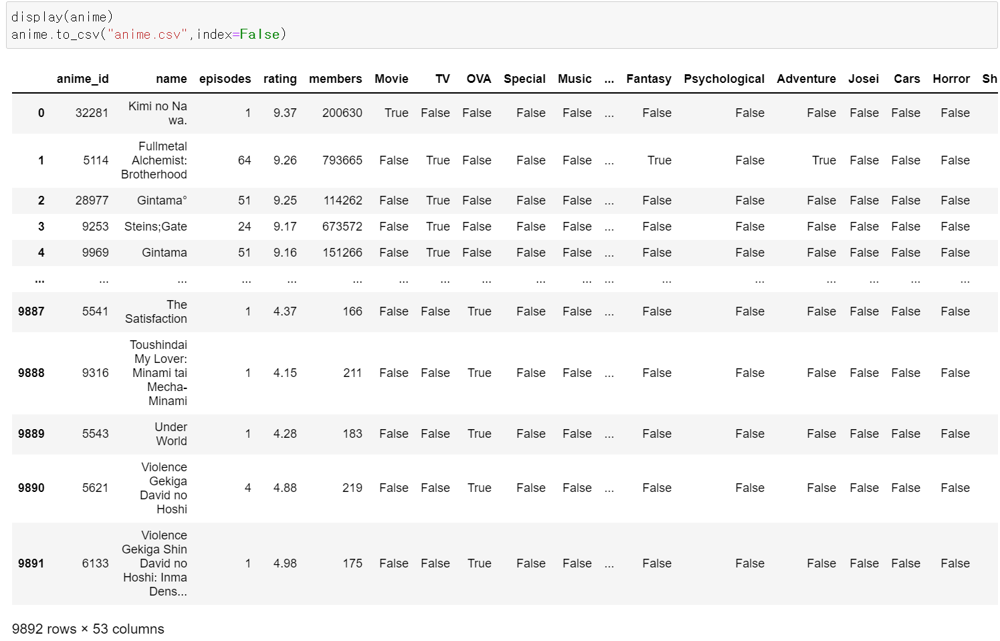 display(anime)
anime.to_csv("anime.csv",index=False)
anime_id name episodes rating members Movie TV OVA Special Music ... Fantasy Psychological Adventure Josei Cars Horror Sh
0 32281 Kimi no Na wa. 1 9.37 200630 True False False False False ... False False False False False False
1 5114 Fullmetal Alchemist: Brotherhood 64 9.26 793665 False True False False False ... True False True False False False
2 28977 Gintama° 51 9.25 114262 False True False False False ... False False False False False False
3 9253 Steins;Gate 24 9.17 673572 False True False False False ... False False False False False False
4 9969 Gintama 51 9.16 151266 False True False False False ... False False False False False False
... ... ... ... ... ... ... ... ... ... ... ... ... ... ... ... ... ...
9887 5541 The Satisfaction 1 4.37 166 False False True False False ... False False False False False False
9888 9316 Toushindai My Lover: Minami tai Mecha-Minami 1 4.15 211 False False True False False ... False False False False False False
9889 5543 Under World 1 4.28 183 False False True False False ... False False False False False False
9890 5621 Violence Gekiga David no Hoshi 4 4.88 219 False False True False False ... False False False False False False
9891 6133 Violence Gekiga Shin David no Hoshi: Inma Dens... 1 4.98 175 False False True False False ... False False False False False False
9892 rows × 53 columns